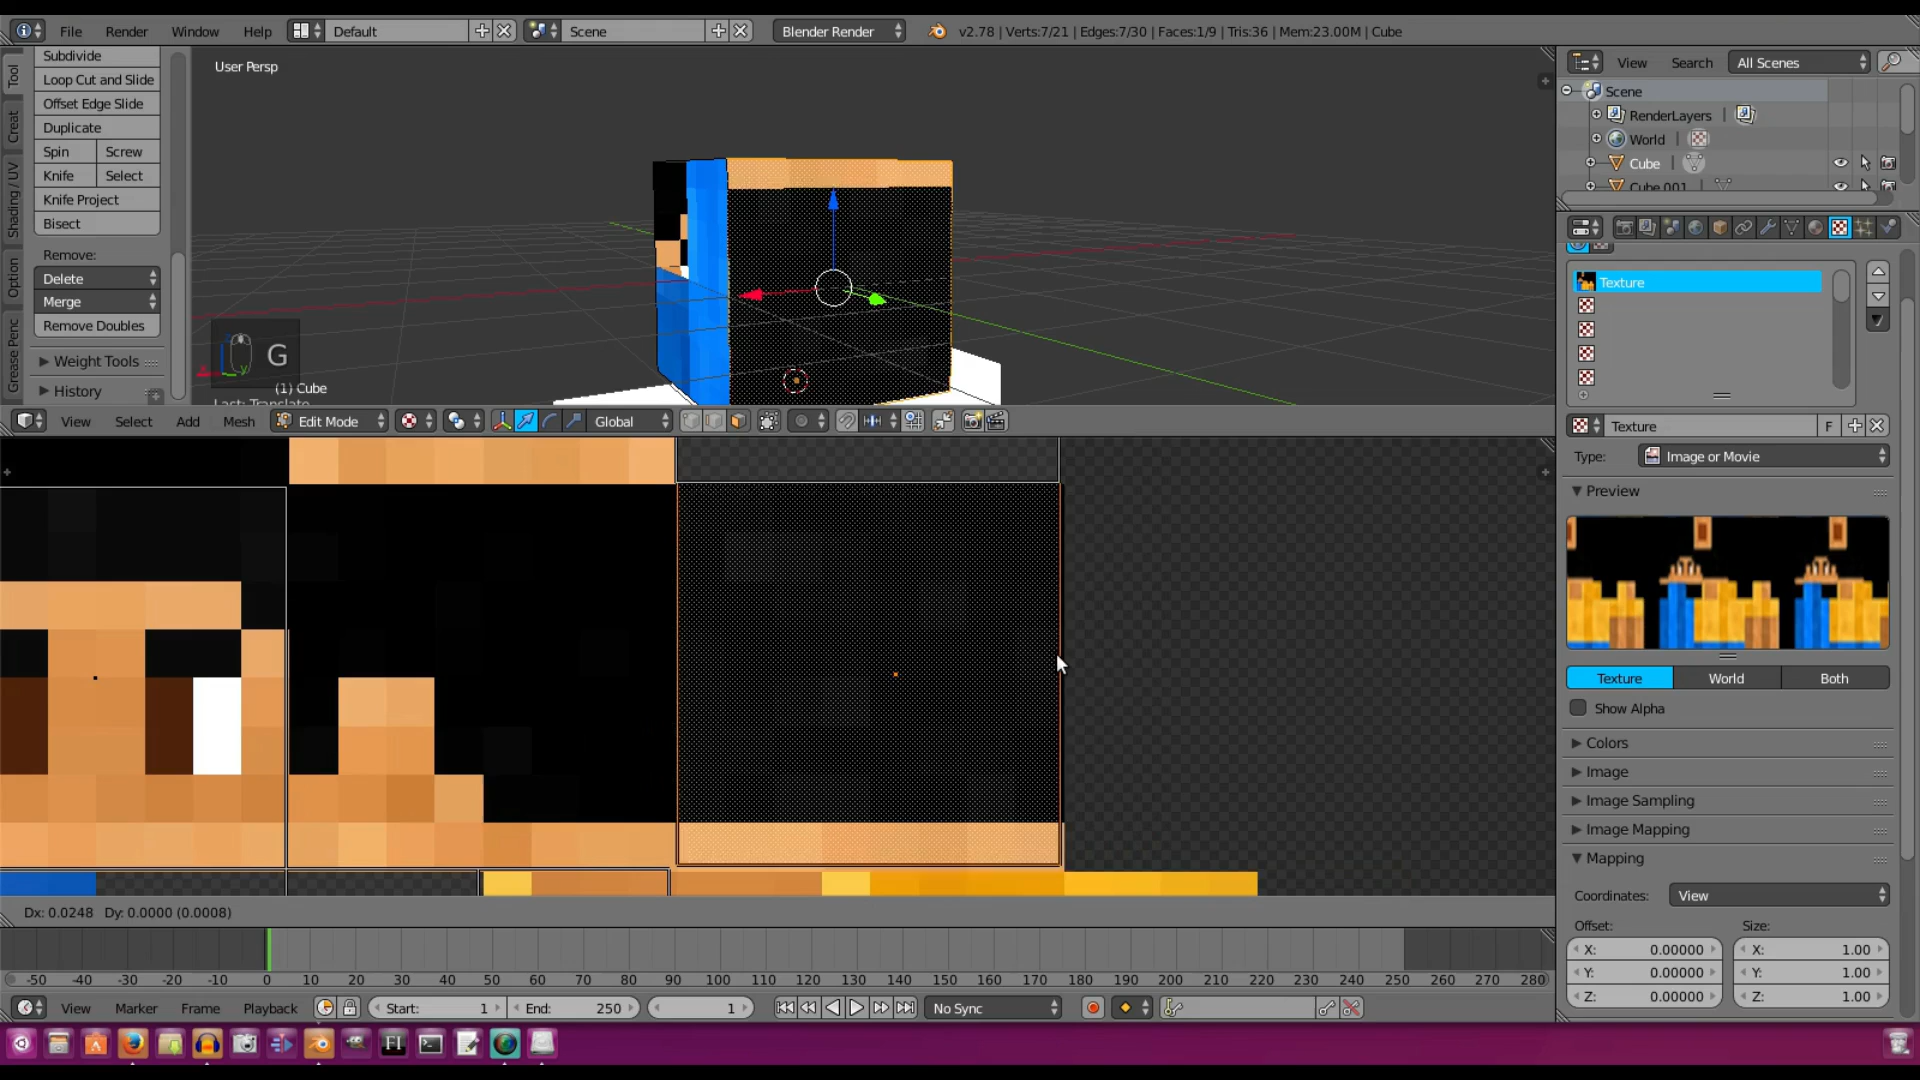 File Render Window Help Default Scene Blender Render v2.78 | Verts:7/21 | Edges:7/30 | Faces:1/9 | Tris:36 | Mem:23.00M | Cube
Subdivide
Loop Cut and Slide
Offset Edge Slide
Duplicate
Spin Screw
Knife Select
Knife Project
Bisect
Remove:
Delete
Merge
Remove Doubles
Weight Tools
History
Tool
Creat
Shading / UV
Option
Grease Penc
User Persp
G
(1) Cube
Last: Translate
View Select Add Mesh Edit Mode Global
Dx: 0.0248 Dy: 0.0000 (0.0008)
-50 -40 -30 -20 -10 0 10 20 30 40 50 60 70 80 90 100 110 120 130 140 150 160 170 180 190 200 210 220 230 240 250 260 270 280
View Marker Frame Playback Start: 1 End: 250 1 No Sync
View Search All Scenes
Scene
RenderLayers |
World |
Cube |
Cube.001
Texture
Texture F
Type: Image or Movie
Preview
Texture World Both
Show Alpha
Colors
Image
Image Sampling
Image Mapping
Mapping
Coordinates: View
Offset: Size:
X: 0.00000 X: 1.00
Y: 0.00000 Y: 1.00
Z: 0.00000 Z: 1.00